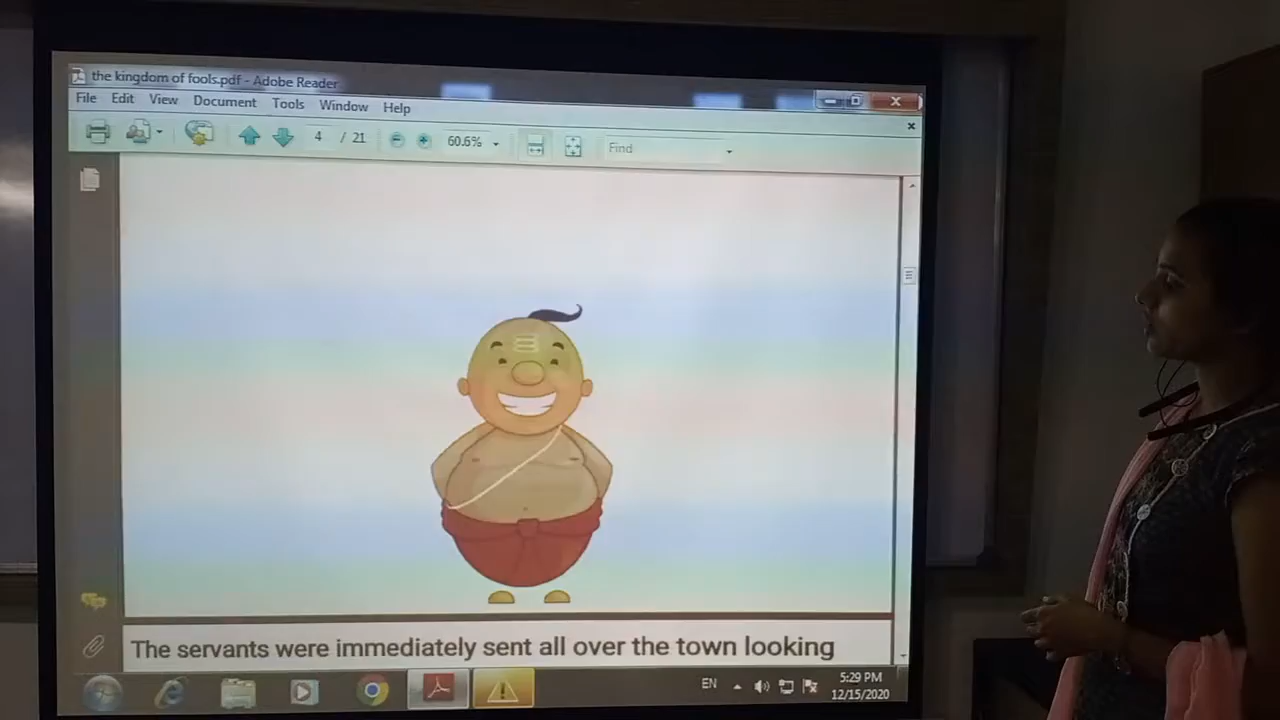 the kingdom of fools.pdf - Adobe Reader
File Edit View Document Tools Window Help
4 / 21 60.6% Find
The servants were immediately sent all over the town looking
EN 5:29 PM
12/15/2020